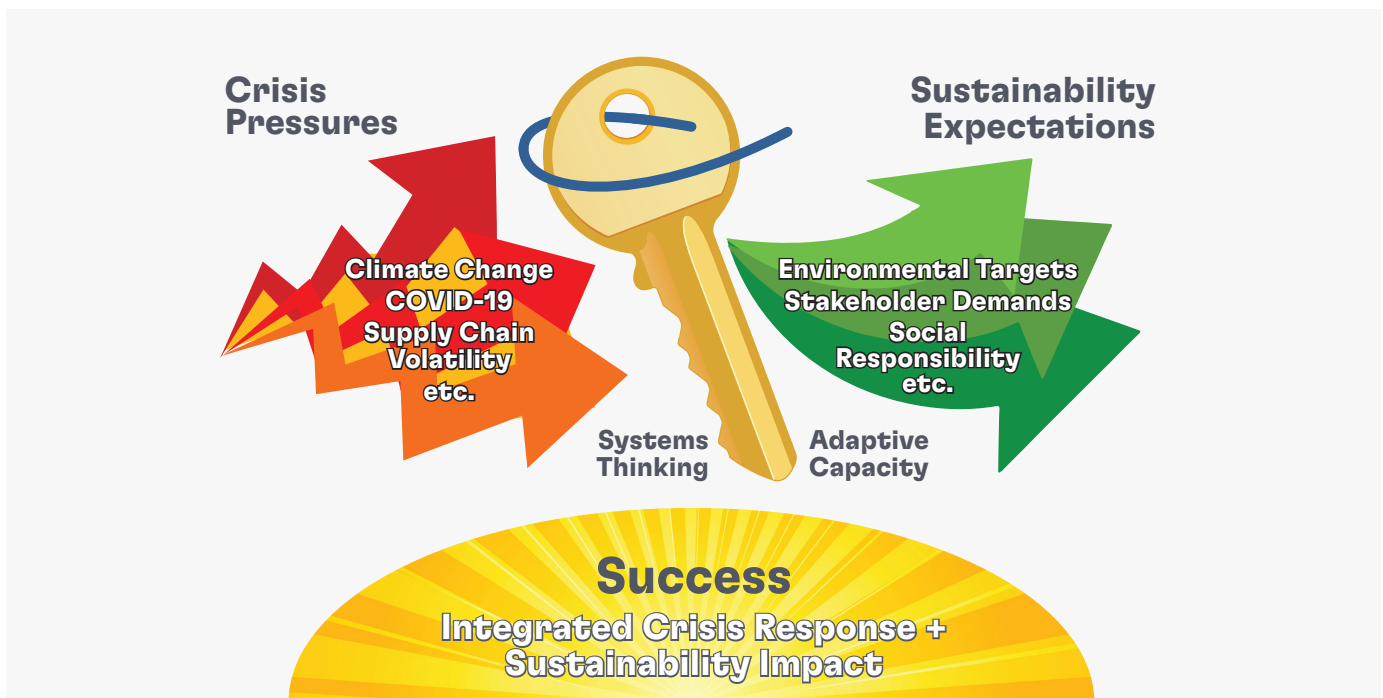 Crisis
Pressures
Sustainability
Expectations
Climate Change
COVID-19
Supply Chain
Volatility
etc.
Environmental Targets
Stakeholder Demands
Social
Responsibility
etc.
Systems
Thinking
Adaptive
Capacity
Success
Integrated Crisis Response +
Sustainability Impact